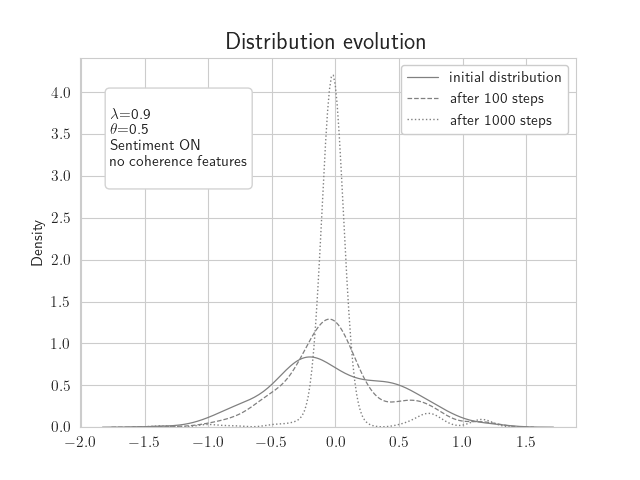 Distribution evolution
initial distribution
after 100 steps
after 1000 steps
λ=0.9
θ=0.5
Sentiment ON
no coherence features
Density
4.0
3.5
3.0
2.5
2.0
1.5
1.0
0.5
0.0
−2.0 −1.5 −1.0 −0.5 0.0 0.5 1.0 1.5